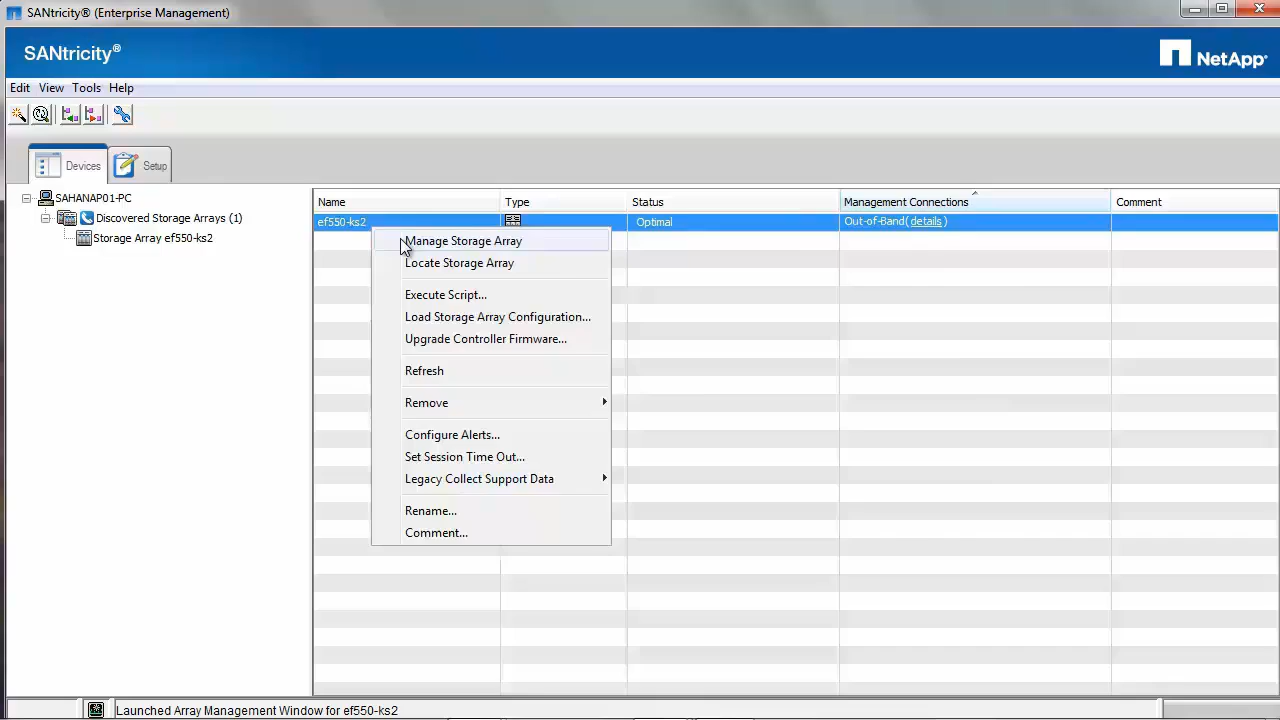 SANtricity® (Enterprise Management)
SANtricity®
NetApp®
Edit View Tools Help
Devices Setup
SAHANAP01-PC
Discovered Storage Arrays (1)
Storage Array ef550-ks2
Name Type Status Management Connections Comment
ef550-ks2 Optimal Out-of-Band(details)
Manage Storage Array
Locate Storage Array
Execute Script...
Load Storage Array Configuration...
Upgrade Controller Firmware...
Refresh
Remove
Configure Alerts...
Set Session Time Out...
Legacy Collect Support Data
Rename...
Comment...
Launched Array Management Window for ef550-ks2